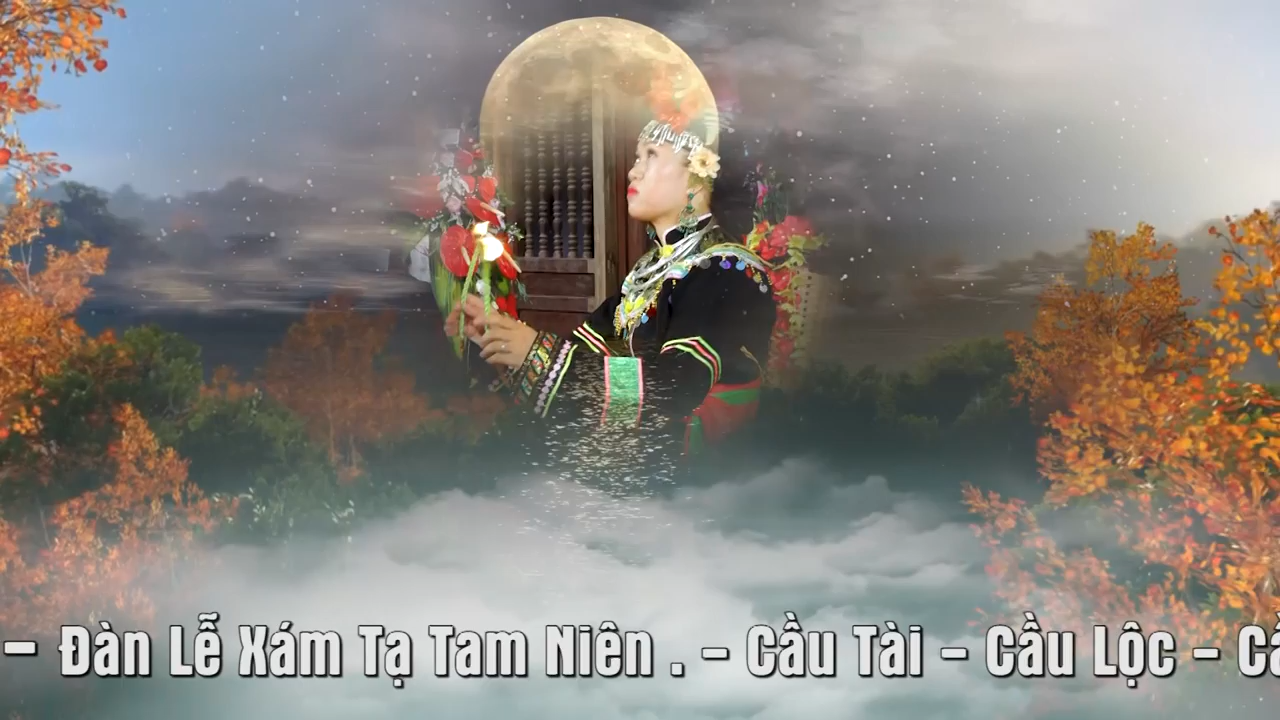 - Đàn Lễ Xám Tạ Tam Niên . - Cầu Tài - Cầu Lộc -